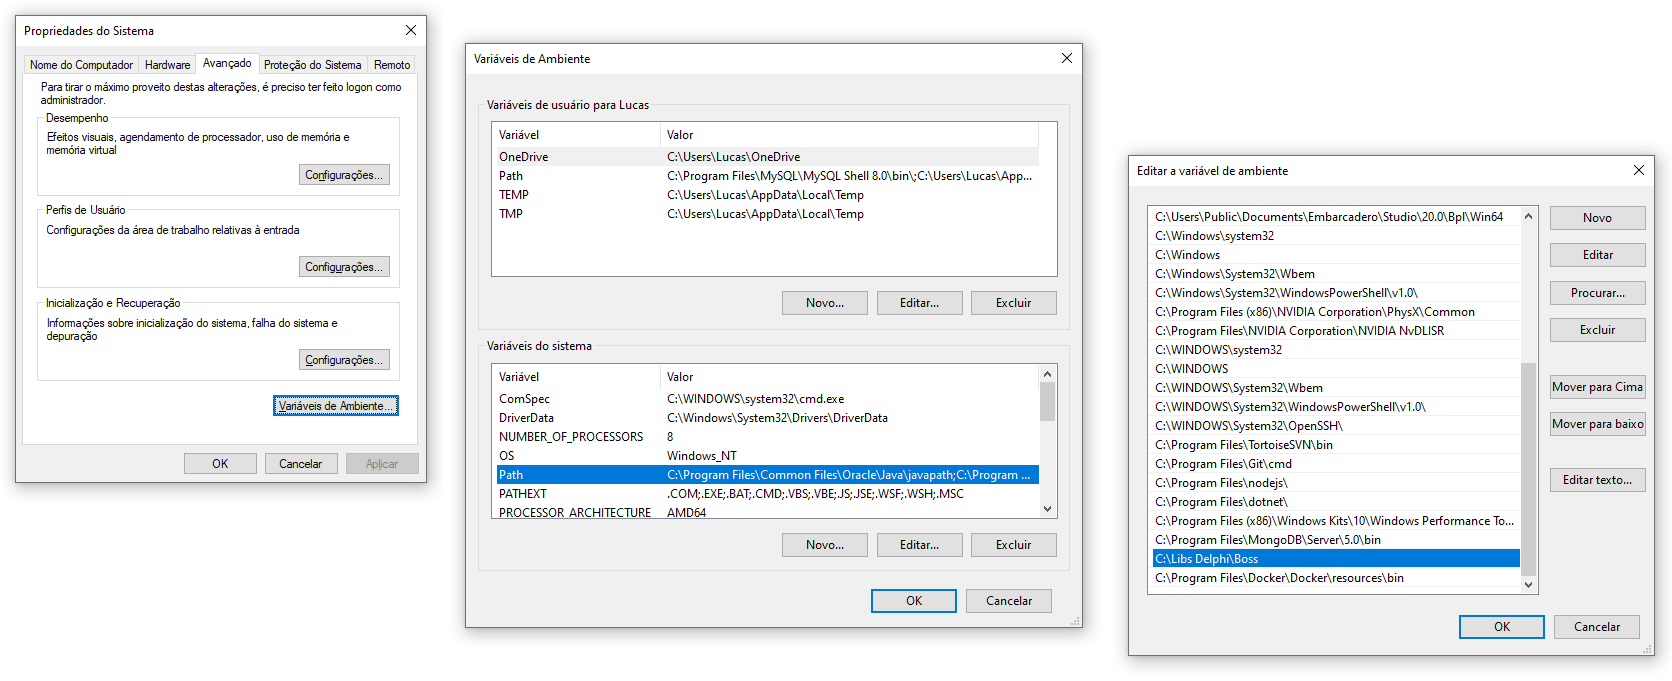 Propriedades do Sistema
Nome do Computador Hardware Avançado Proteção do Sistema Remoto
Para tirar o máximo proveito destas alterações, é preciso ter feito logon como
administrador.
Desempenho
Efeitos visuais, agendamento de processador, uso de memória e
memória virtual
Configurações...
Perfis de Usuário
Configurações da área de trabalho relativas à entrada
Configurações...
Inicialização e Recuperação
Informações sobre inicialização do sistema, falha do sistema e
depuração
Configurações...
Variáveis de Ambiente...
OK Cancelar Aplicar
Variáveis de Ambiente
Variáveis de usuário para Lucas
Variável Valor
OneDrive C:\Users\Lucas\OneDrive
Path C:\Program Files\MySQL\MySQL Shell 8.0\bin\;C:\Users\Lucas\App...
TEMP C:\Users\Lucas\AppData\Local\Temp
TMP C:\Users\Lucas\AppData\Local\Temp
Novo... Editar... Excluir
Variáveis do sistema
Variável Valor
ComSpec C:\WINDOWS\system32\cmd.exe
DriverData C:\Windows\System32\Drivers\DriverData
NUMBER_OF_PROCESSORS 8
OS Windows_NT
Path C:\Program Files\Common Files\Oracle\Java\javapath;C:\Program ...
PATHEXT .COM;.EXE;.BAT;.CMD;.VBS;.VBE;.JS;.JSE;.WSF;.WSH;.MSC
PROCESSOR_ARCHITECTURE AMD64
Novo... Editar... Excluir
OK Cancelar
Editar a variável de ambiente
C:\Users\Public\Documents\Embarcadero\Studio\20.0\Bpl\Win64
C:\Windows\system32
C:\Windows
C:\Windows\System32\Wbem
C:\Windows\System32\WindowsPowerShell\v1.0\
C:\Program Files (x86)\NVIDIA Corporation\PhysX\Common
C:\Program Files\NVIDIA Corporation\NVIDIA NvDLISR
C:\WINDOWS\system32
C:\WINDOWS
C:\WINDOWS\System32\Wbem
C:\WINDOWS\System32\WindowsPowerShell\v1.0\
C:\WINDOWS\System32\OpenSSH\
C:\Program Files\TortoiseSVN\bin
C:\Program Files\Git\cmd
C:\Program Files\nodejs\
C:\Program Files\dotnet\
C:\Program Files (x86)\Windows Kits\10\Windows Performance To...
C:\Program Files\MongoDB\Server\5.0\bin
C:\Libs Delphi\Boss
C:\Program Files\Docker\Docker\resources\bin
Novo
Editar
Procurar...
Excluir
Mover para Cima
Mover para baixo
Editar texto...
OK Cancelar